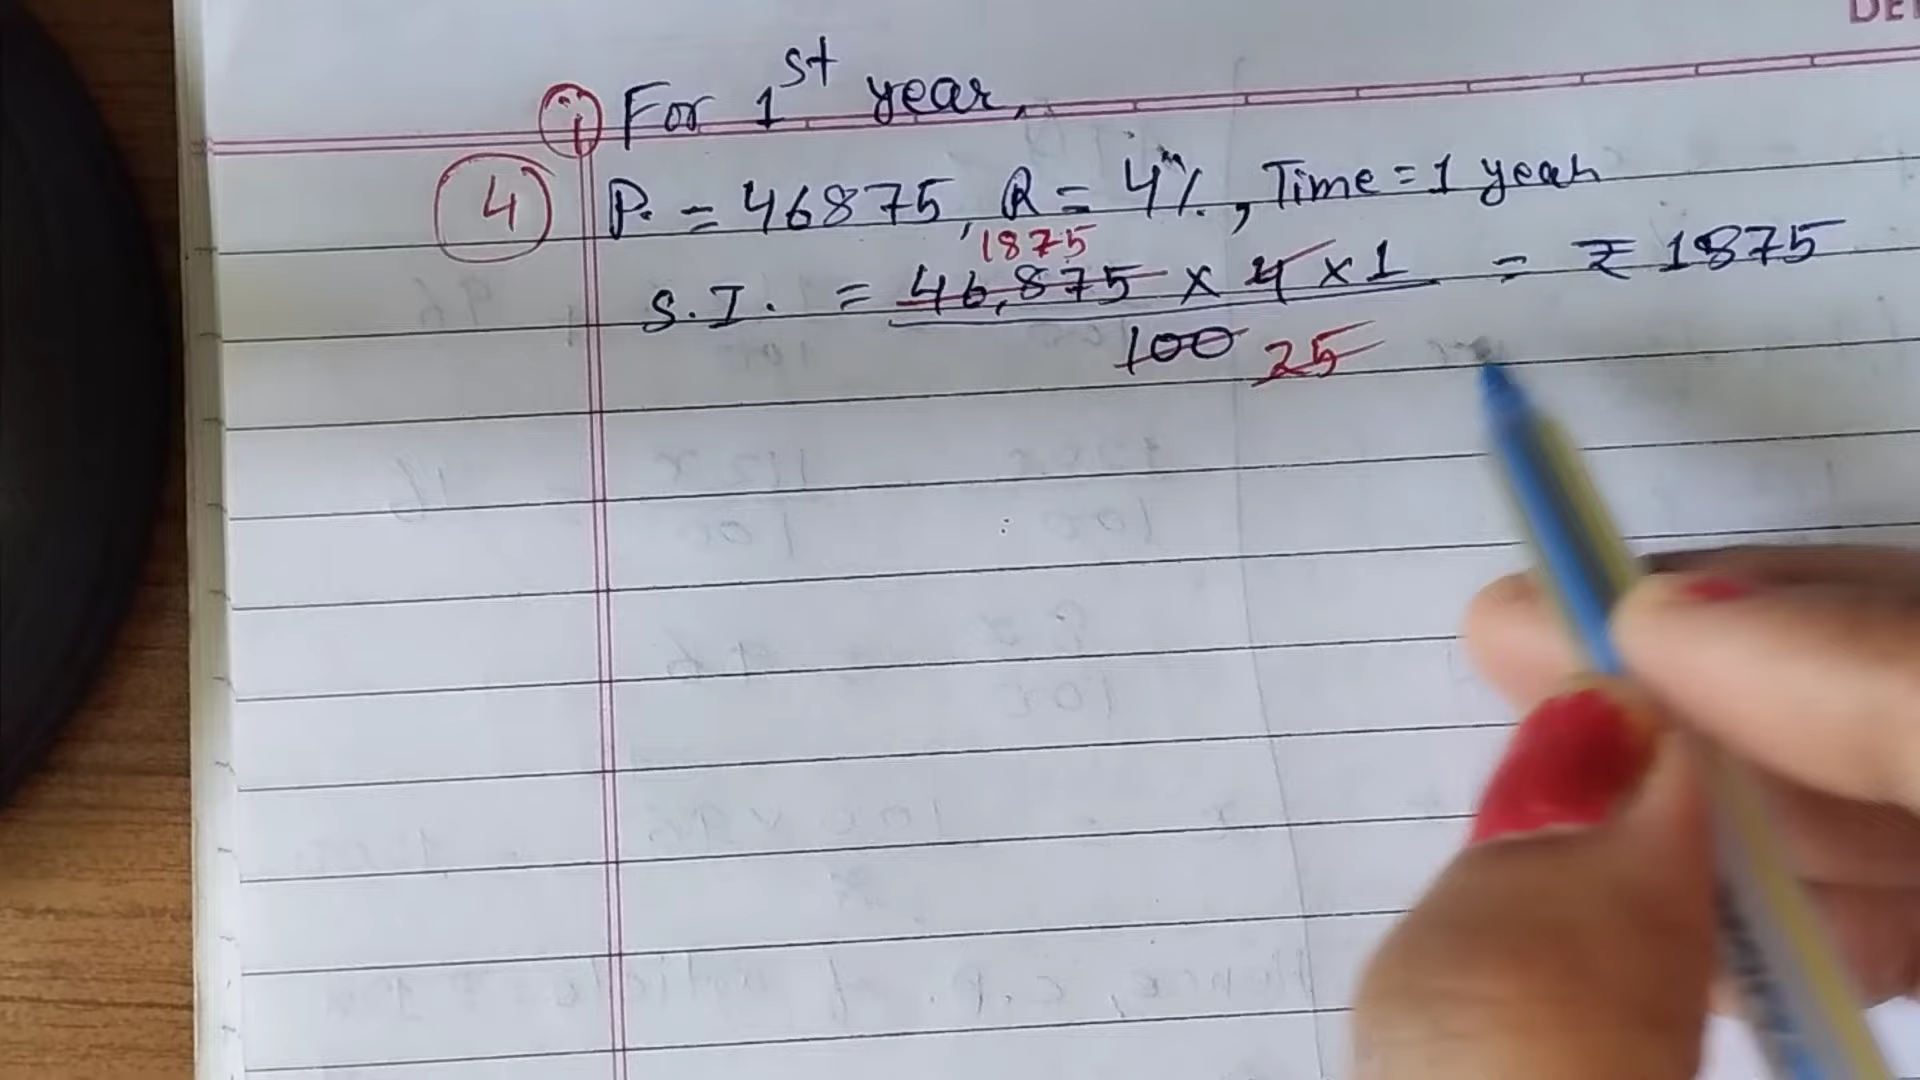 (i) For 1st year,
(4) P. = 46875, R = 4%, Time = 1 year
1875
S.I. = 46,875 × 4 × 1 = ₹ 1875
100 25